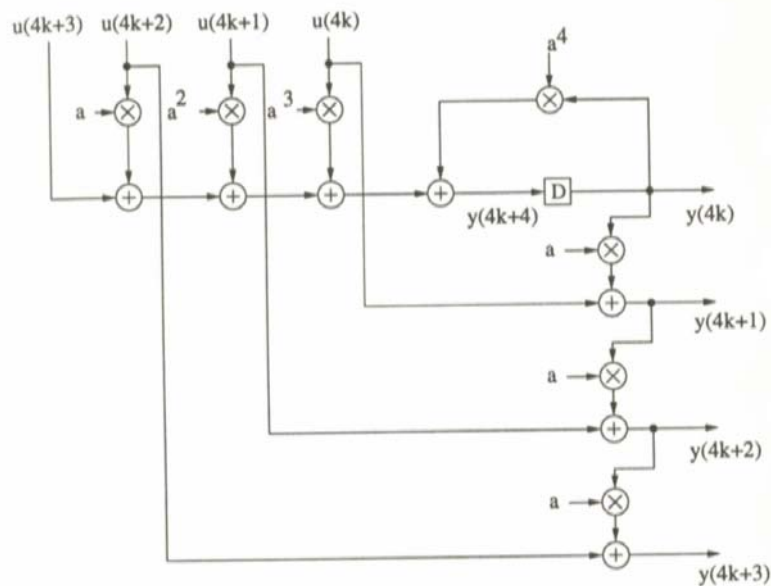 u(4k+3) u(4k+2) u(4k+1) u(4k)
a^4
a a^2 a^3
D
y(4k+4) y(4k)
a
y(4k+1)
a
y(4k+2)
a
y(4k+3)